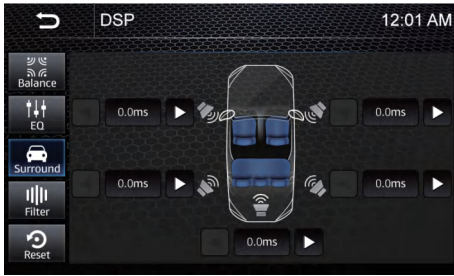 DSP
12:01 AM
Balance
EQ
Surround
Filter
Reset
0.0ms
0.0ms
0.0ms
0.0ms
0.0ms